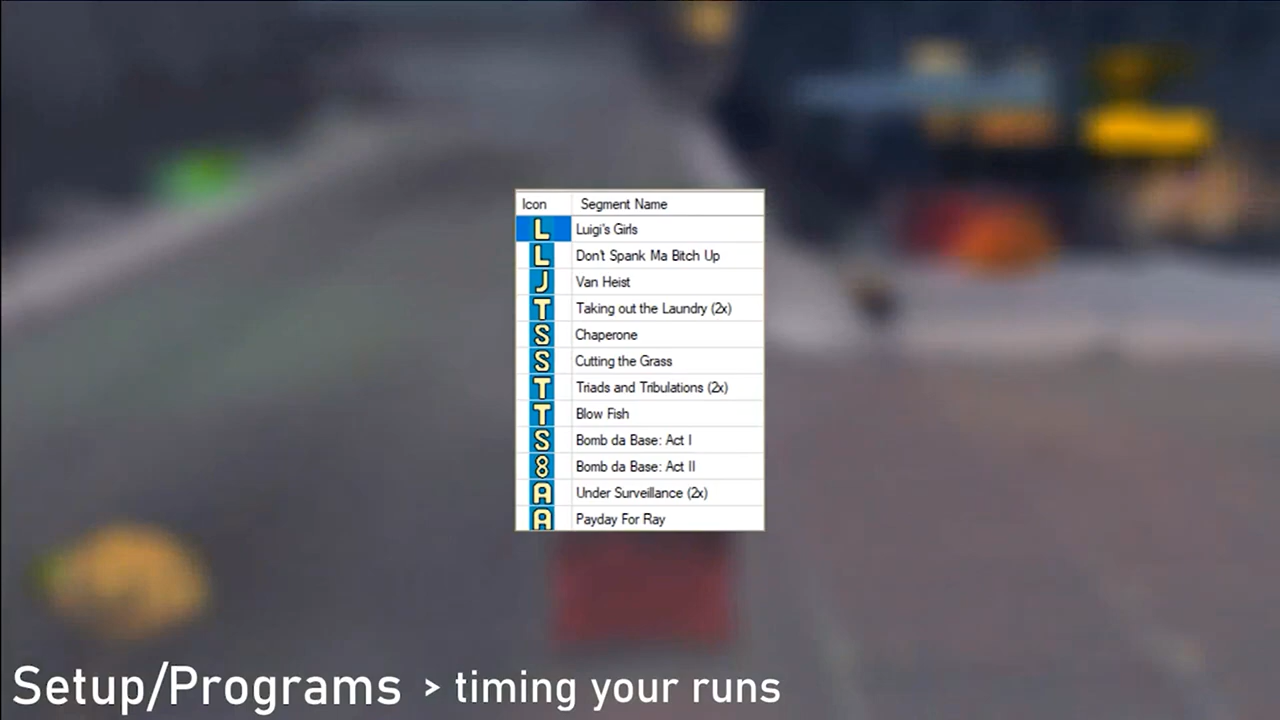 Icon Segment Name
L Luigi's Girls
L Don't Spank Ma Bitch Up
J Van Heist
T Taking out the Laundry (2x)
S Chaperone
S Cutting the Grass
T Triads and Tribulations (2x)
T Blow Fish
S Bomb da Base: Act I
8 Bomb da Base: Act II
A Under Surveillance (2x)
A Payday For Ray
Setup/Programs > timing your runs